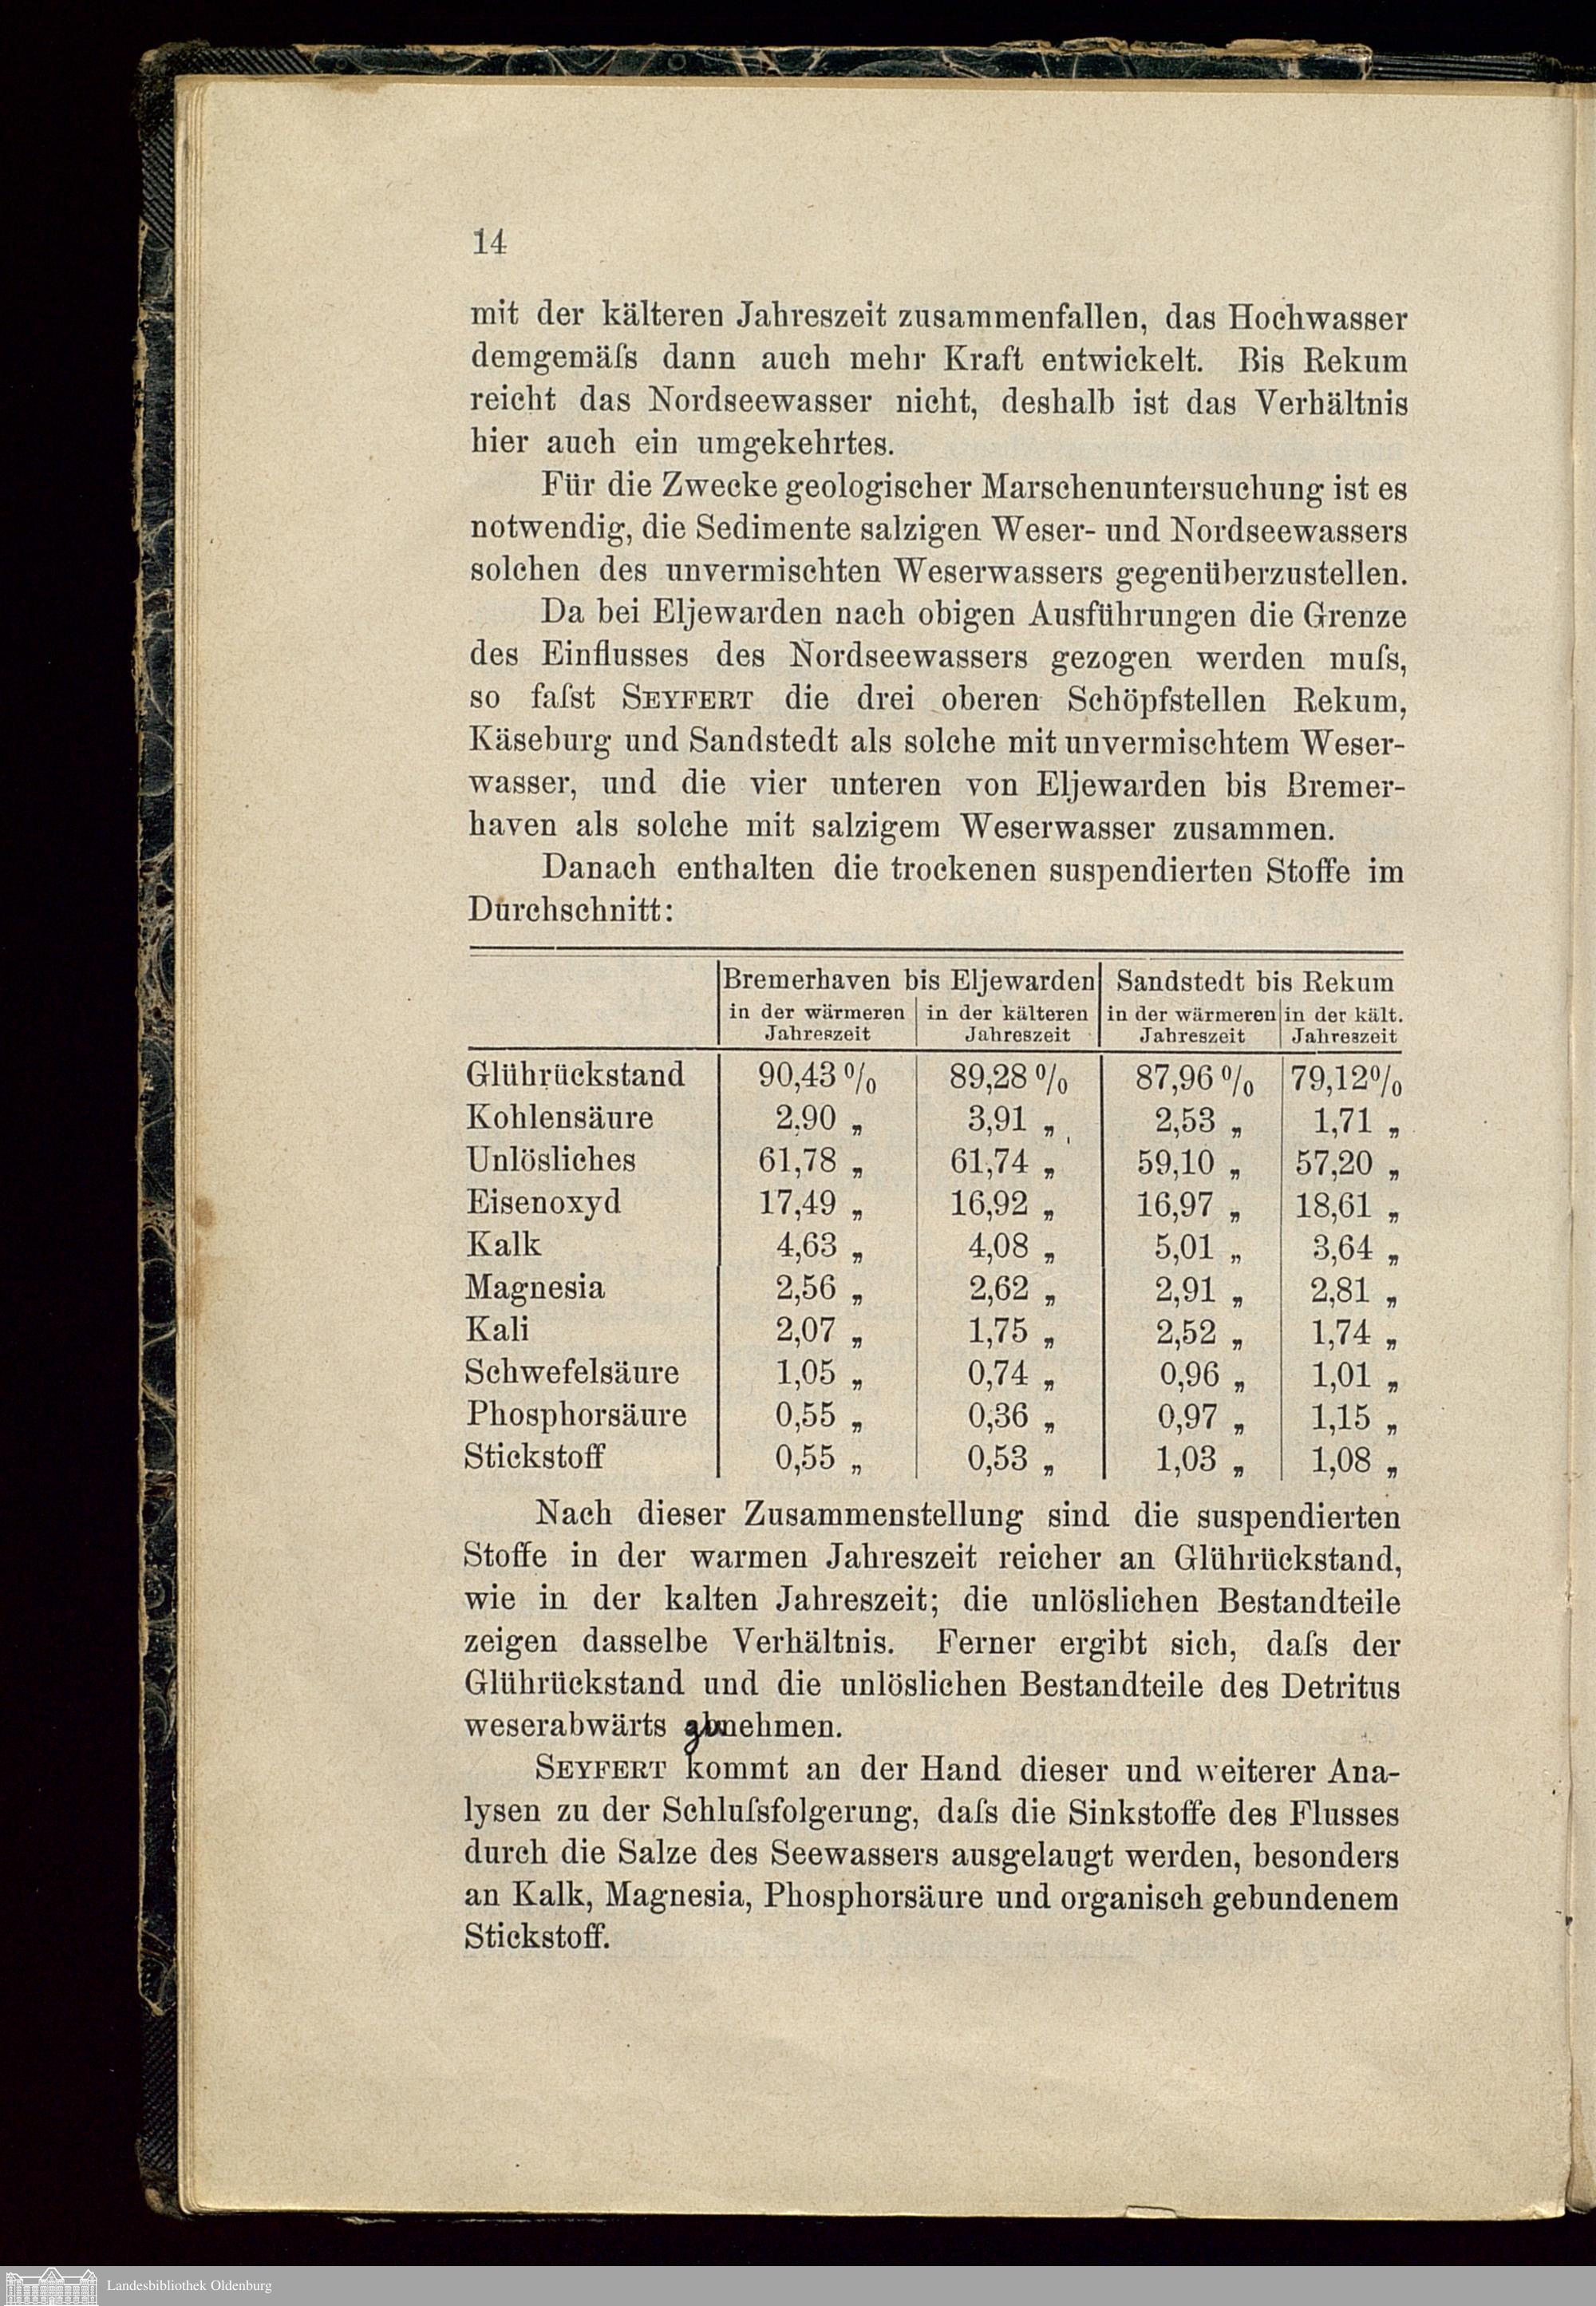 14
mit der kälteren Jahreszeit zusammenfallen, das Hochwasser
demgemäſs dann auch mehr Kraft entwickelt. Bis Rekum
reicht das Nordseewasser nicht, deshalb ist das Verhältnis
hier auch ein umgekehrtes.
Für die Zwecke geologischer Marschenuntersuchung ist es
notwendig, die Sedimente salzigen Weser- und Nordseewassers
solchen des unvermischten Weserwassers gegenüberzustellen.
Da bei Eljewarden nach obigen Ausführungen die Grenze
des Einflusses des Nordseewassers gezogen werden muſs,
so faſst SEYFERT die drei oberen Schöpfstellen Rekum,
Käseburg und Sandstedt als solche mit unvermischtem Weser-
wasser, und die vier unteren von Eljewarden bis Bremer-
haven als solche mit salzigem Weserwasser zusammen.
Danach enthalten die trockenen suspendierten Stoffe im
Durchschnitt:
Bremerhaven bis Eljewarden Sandstedt bis Rekum
in der wärmeren in der kälteren in der wärmeren in der kält.
Jahreszeit Jahreszeit Jahreszeit Jahreszeit
Glührückstand 90,43 % 89,28 % 87,96 % 79,12%
Kohlensäure 2,90 „ 3,91 „ 2,53 „ 1,71 „
Unlösliches 61,78 „ 61,74 „ 59,10 „ 57,20 „
Eisenoxyd 17,49 „ 16,92 „ 16,97 „ 18,61 „
Kalk 4,63 „ 4,08 „ 5,01 „ 3,64 „
Magnesia 2,56 „ 2,62 „ 2,91 „ 2,81 „
Kali 2,07 „ 1,75 „ 2,52 „ 1,74 „
Schwefelsäure 1,05 „ 0,74 „ 0,96 „ 1,01 „
Phosphorsäure 0,55 „ 0,36 „ 0,97 „ 1,15 „
Stickstoff 0,55 „ 0,53 „ 1,03 „ 1,08 „
Nach dieser Zusammenstellung sind die suspendierten
Stoffe in der warmen Jahreszeit reicher an Glührückstand,
wie in der kalten Jahreszeit; die unlöslichen Bestandteile
zeigen dasselbe Verhältnis. Ferner ergibt sich, daſs der
Glührückstand und die unlöslichen Bestandteile des Detritus
weserabwärts
SEYFERT kommt an der Hand dieser und weiterer Ana-
lysen zu der Schluſsfolgerung, daſs die Sinkstoffe des Flusses
durch die Salze des Seewassers ausgelaugt werden, besonders
an Kalk, Magnesia, Phosphorsäure und organisch gebundenem
Stickstoff.
Landesbibliothek Oldenburg